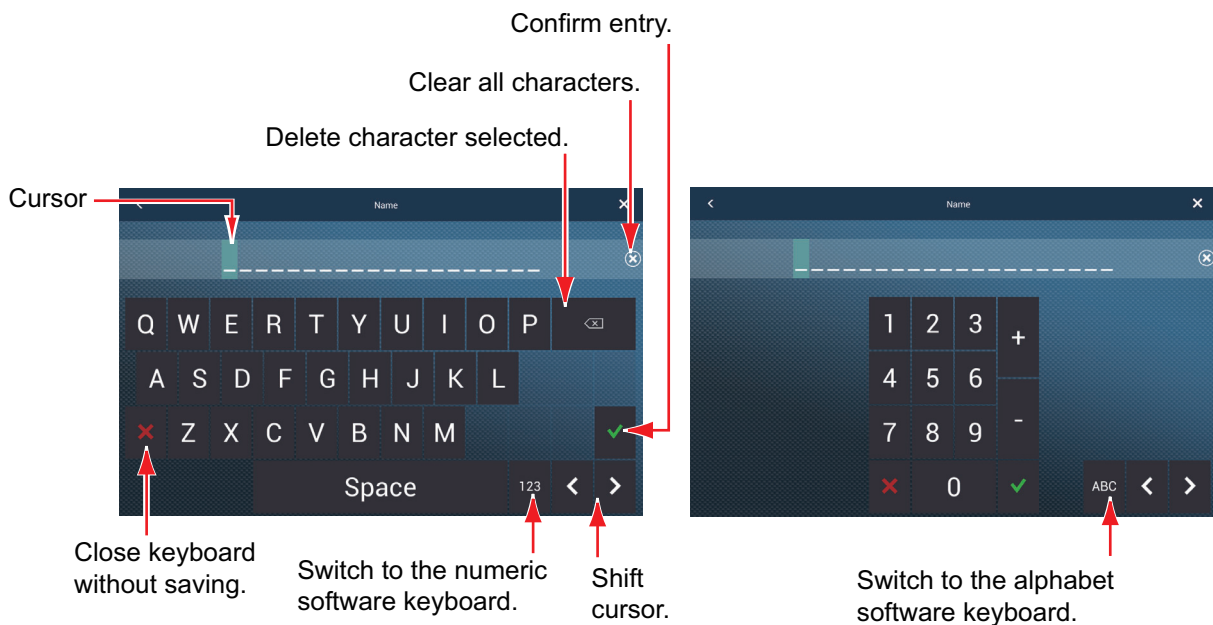 Confirm entry.
Clear all characters.
Delete character selected.
Cursor
Name
Q W E R T Y U I O P
A S D F G H J K L
Z X C V B N M
Space 123
Close keyboard
without saving.
Switch to the numeric
software keyboard.
Shift
cursor.
Name
1 2 3 +
4 5 6
7 8 9 -
0
ABC
Switch to the alphabet
software keyboard.